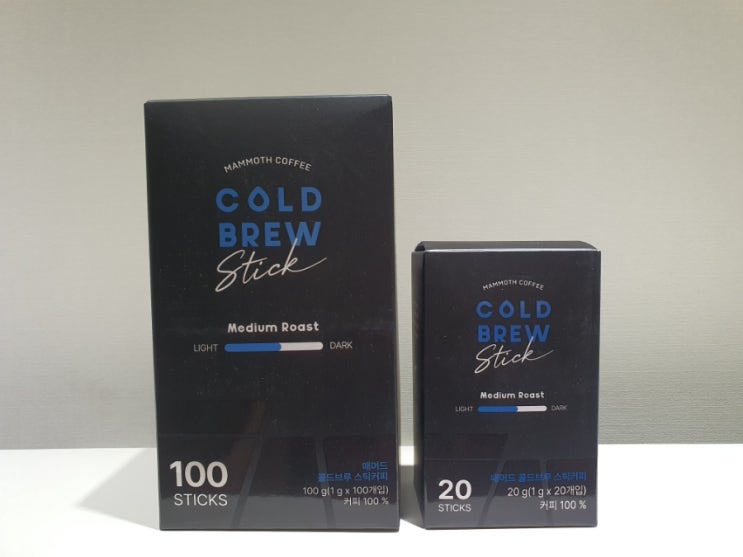 MAMMOTH COFFEE
COLD
BREW
Stick
Medium Roast
LIGHT DARK
100
STICKS
매머드
콜드브루 스틱커피
100 g(1 g x 100개입)
커피 100 %
MAMMOTH COFFEE
COLD
BREW
Stick
Medium Roast
LIGHT DARK
20
STICKS
매머드 콜드브루 스틱커피
20 g(1 g x 20개입)
커피 100 %